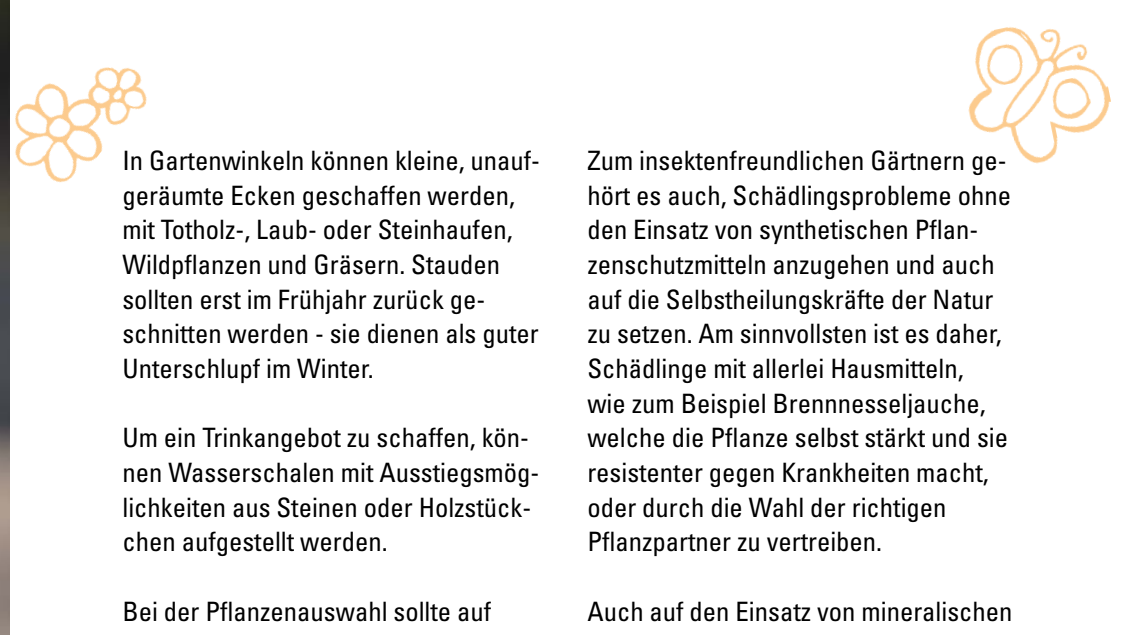 In Gartenwinkeln können kleine, unauf-
geräumte Ecken geschaffen werden,
mit Totholz-, Laub- oder Steinhaufen,
Wildpflanzen und Gräsern. Stauden
sollten erst im Frühjahr zurück ge-
schnitten werden - sie dienen als guter
Unterschlupf im Winter.
Um ein Trinkangebot zu schaffen, kön-
nen Wasserschalen mit Ausstiegsmög-
lichkeiten aus Steinen oder Holzstück-
chen aufgestellt werden.
Bei der Pflanzenauswahl sollte auf
Zum insektenfreundlichen Gärtnern ge-
hört es auch, Schädlingsprobleme ohne
den Einsatz von synthetischen Pflan-
zenschutzmitteln anzugehen und auch
auf die Selbstheilungskräfte der Natur
zu setzen. Am sinnvollsten ist es daher,
Schädlinge mit allerlei Hausmitteln,
wie zum Beispiel Brennnesseljauche,
welche die Pflanze selbst stärkt und sie
resistenter gegen Krankheiten macht,
oder durch die Wahl der richtigen
Pflanzpartner zu vertreiben.
Auch auf den Einsatz von mineralischen